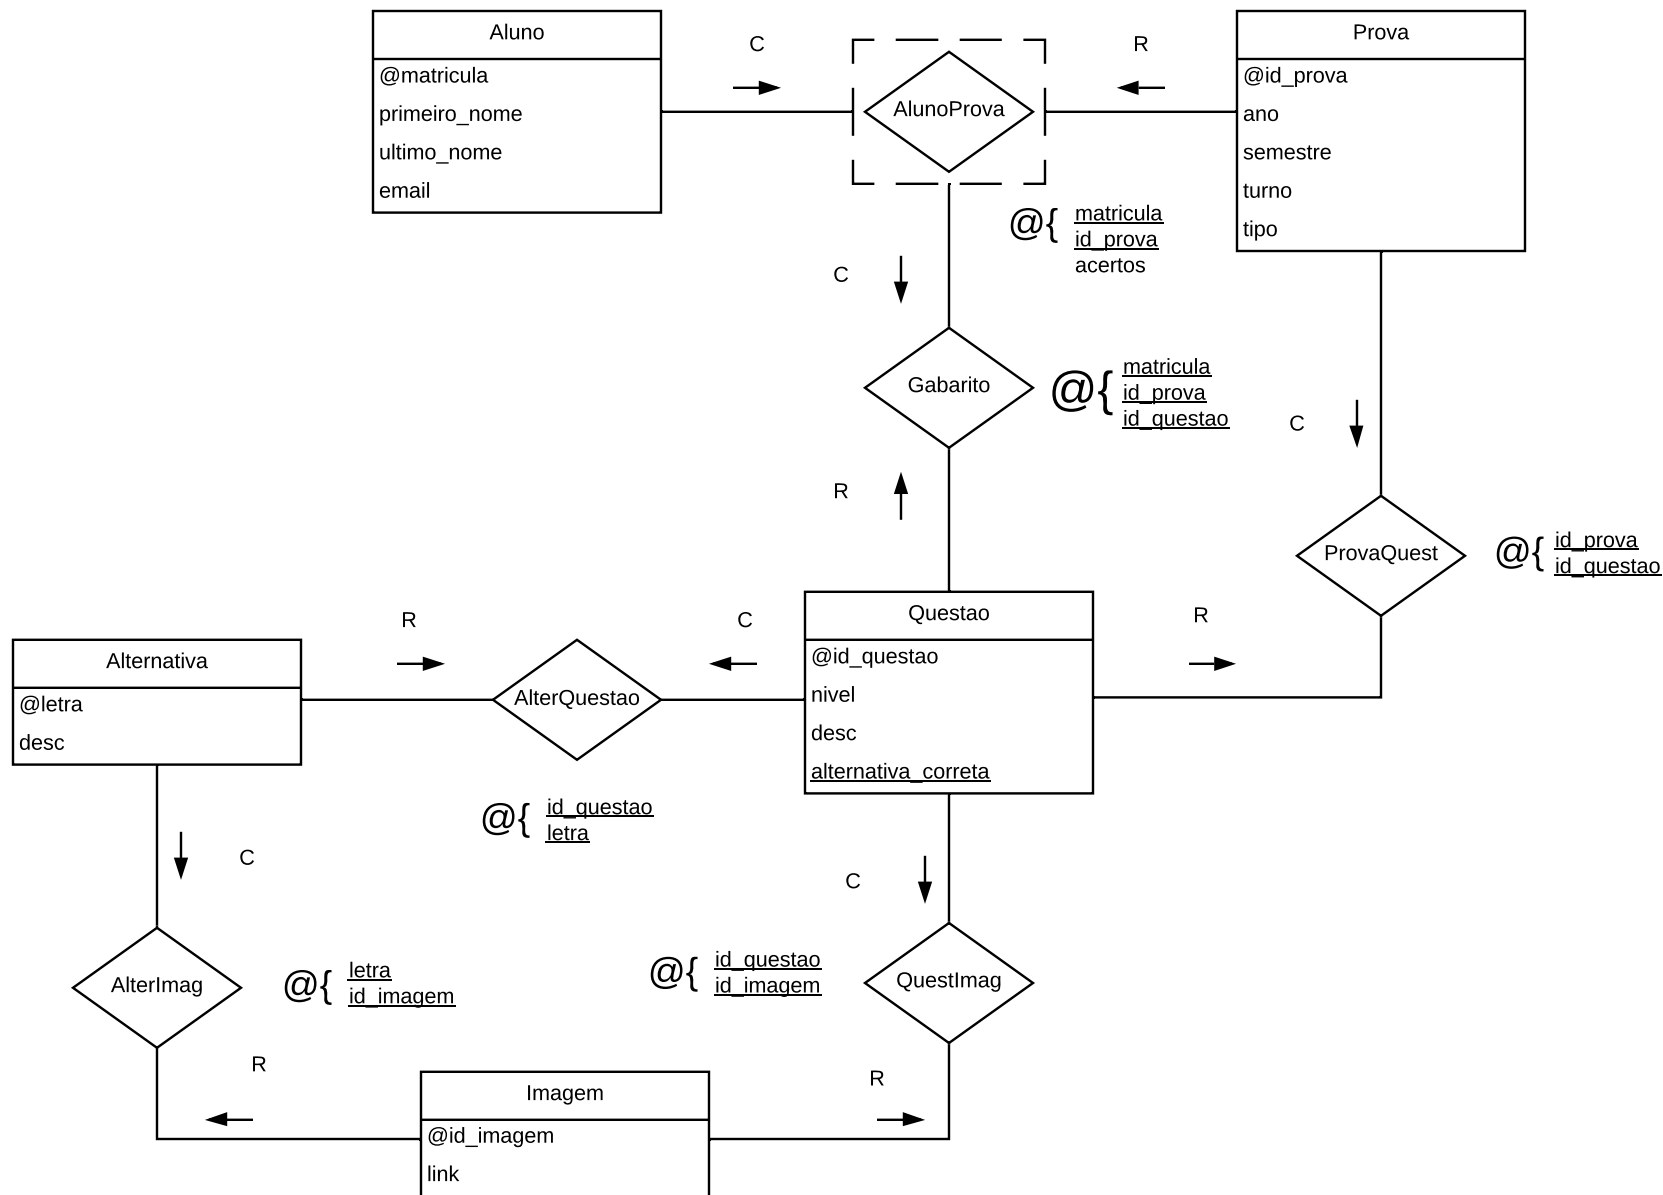 Aluno
@matricula
primeiro_nome
ultimo_nome
email
C
AlunoProva
R
Prova
@id_prova
ano
semestre
turno
tipo
@{
matricula
id_prova
acertos
C
Gabarito
@{
matricula
id_prova
id_questao
R
C
ProvaQuest
@{
id_prova
id_questao
R
Questao
@id_questao
nivel
desc
alternativa_correta
C
AlterQuestao
R
@{
id_questao
letra
Alternativa
@letra
desc
C
AlterImag
@{
letra
id_imagem
R
C
QuestImag
@{
id_questao
id_imagem
R
Imagem
@id_imagem
link